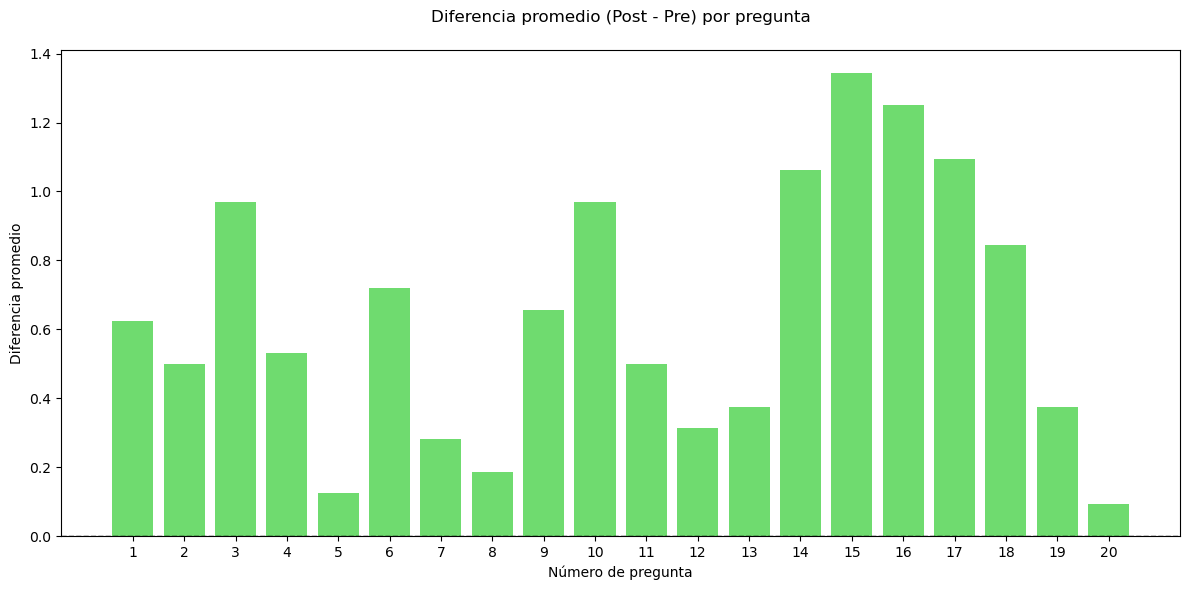 Diferencia promedio (Post - Pre) por pregunta
1.4
1.2
1.0
0.8
0.6
0.4
0.2
0.0
Diferencia promedio
1 2 3 4 5 6 7 8 9 10 11 12 13 14 15 16 17 18 19 20
Número de pregunta